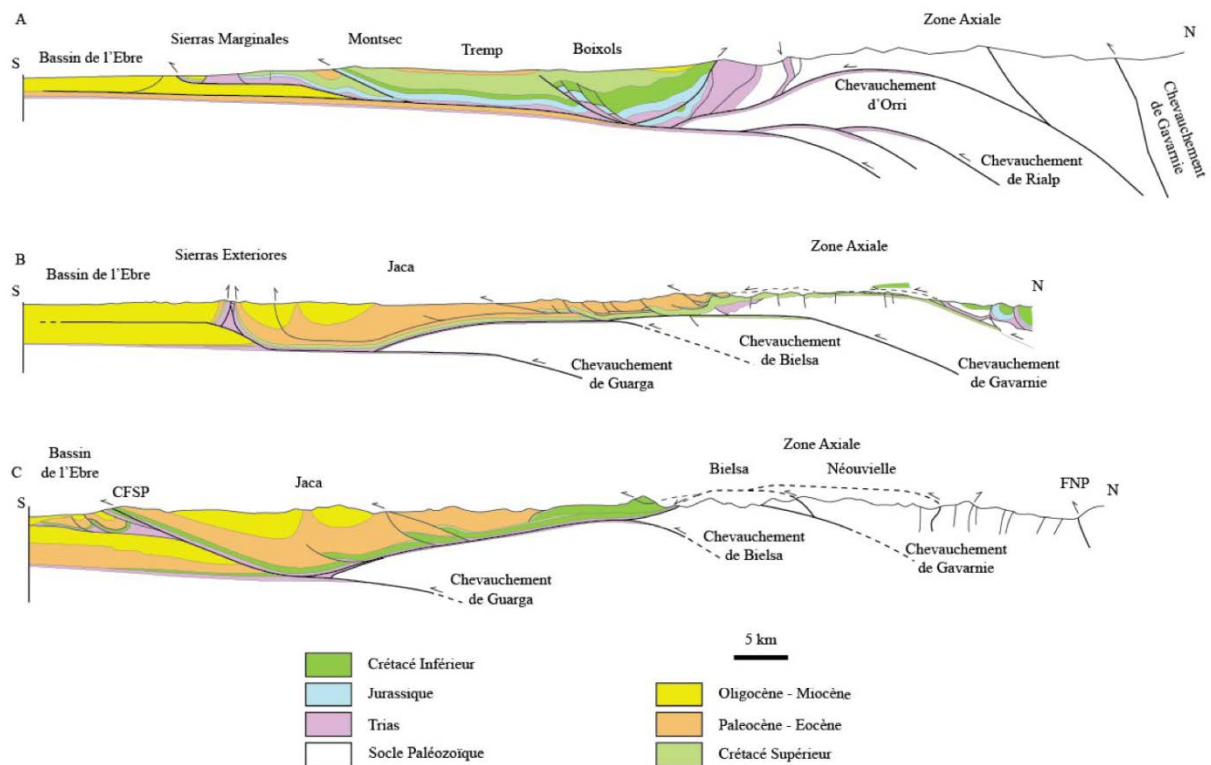 A
Zone Axiale
N
Sierras Marginales
Montsec
Tremp
Boixols
Bassin de l'Ebre
S
Chevauchement
d'Orri
Chevauchement
de Rialp
Chevauchement
de Gavarnie
B
Zone Axiale
Sierras Exteriores
Bassin de l'Ebre
Jaca
S
N
Chevauchement
de Guarga
Chevauchement
de Bielsa
Chevauchement
de Gavarnie
Zone Axiale
Bassin
de l'Ebre
C
S
CFSP
Jaca
Bielsa
Néouvielle
FNP
N
Chevauchement
de Bielsa
Chevauchement
de Gavarnie
Chevauchement
de Guarga
5 km
Crétacé Inférieur
Jurassique
Trias
Socle Paléozoïque
Oligocène - Miocène
Paleocène - Eocène
Crétacé Supérieur